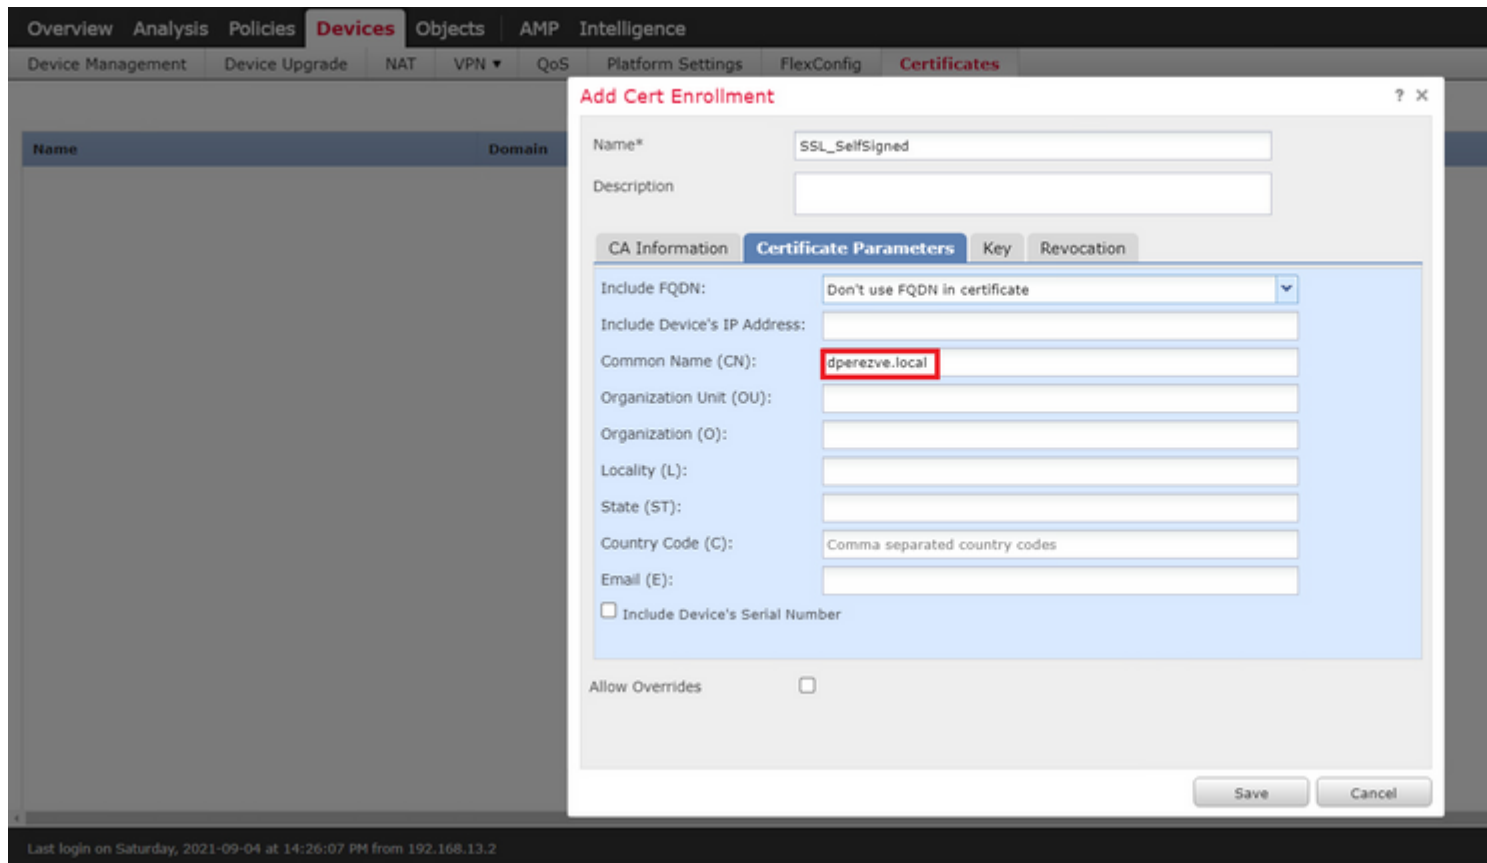 Overview Analysis Policies Devices Objects AMP Intelligence
Device Management Device Upgrade NAT VPN ▼ QoS Platform Settings FlexConfig Certificates
Add Cert Enrollment ? ×
Name Domain
Name* SSL_SelfSigned
Description
CA Information Certificate Parameters Key Revocation
Include FQDN: Don't use FQDN in certificate
Include Device's IP Address:
Common Name (CN): dperezve.local
Organization Unit (OU):
Organization (O):
Locality (L):
State (ST):
Country Code (C): Comma separated country codes
Email (E):
Include Device's Serial Number
Allow Overrides
Save Cancel
Last login on Saturday, 2021-09-04 at 14:26:07 PM from 192.168.13.2